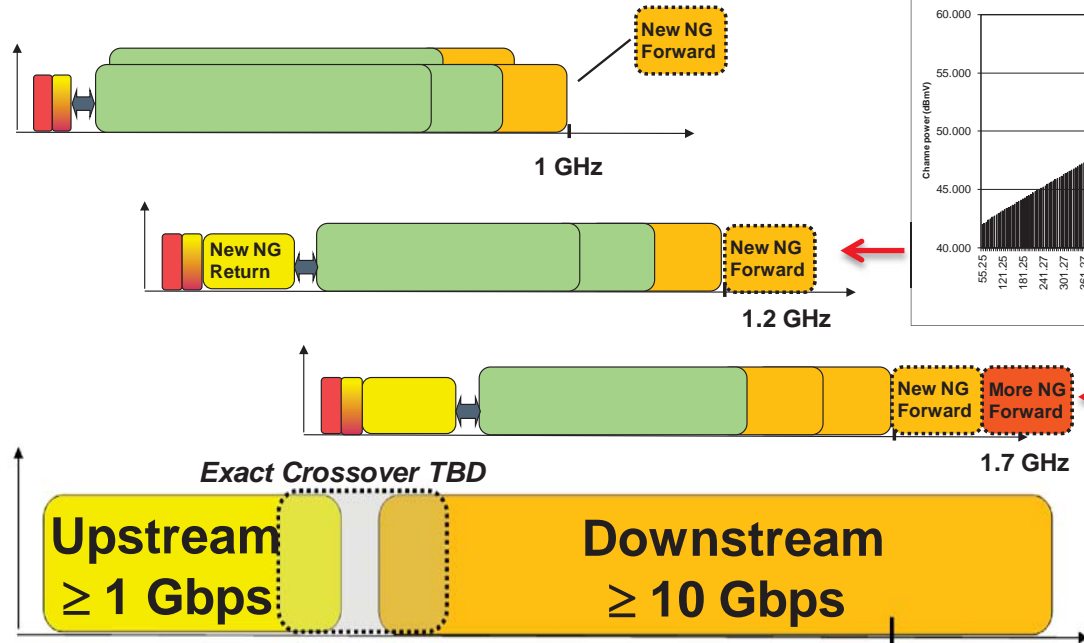 New NG
Forward
1 GHz
60.000
55.000
50.000
45.000
40.000
Channe power (dBmV)
55.25
121.25
181.25
241.27
301.27
361.27
New NG
Return
New NG
Forward
1.2 GHz
New NG
Forward
More NG
Forward
1.7 GHz
Exact Crossover TBD
Upstream
≥ 1 Gbps
Downstream
≥ 10 Gbps